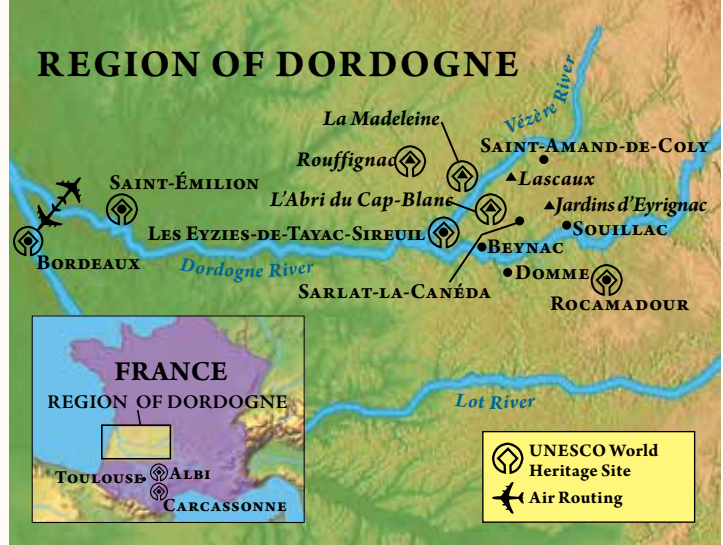 REGION OF DORDOGNE
Vézère River
La Madeleine
SAINT-AMAND-DE-COLY
Rouffignac
Lascaux
SAINT-ÉMILION
L'Abri du Cap-Blanc
Jardins d'Eyrignac
LES EYZIES-DE-TAYAC-SIREUIL
SOUILLAC
BEYNAC
BORDEAUX
Dordogne River
DOMME
SARLAT-LA-CANÉDA
ROCAMADOUR
FRANCE
REGION OF DORDOGNE
Lot River
TOULOUSE
ALBI
CARCASSONNE
UNESCO World
Heritage Site
Air Routing